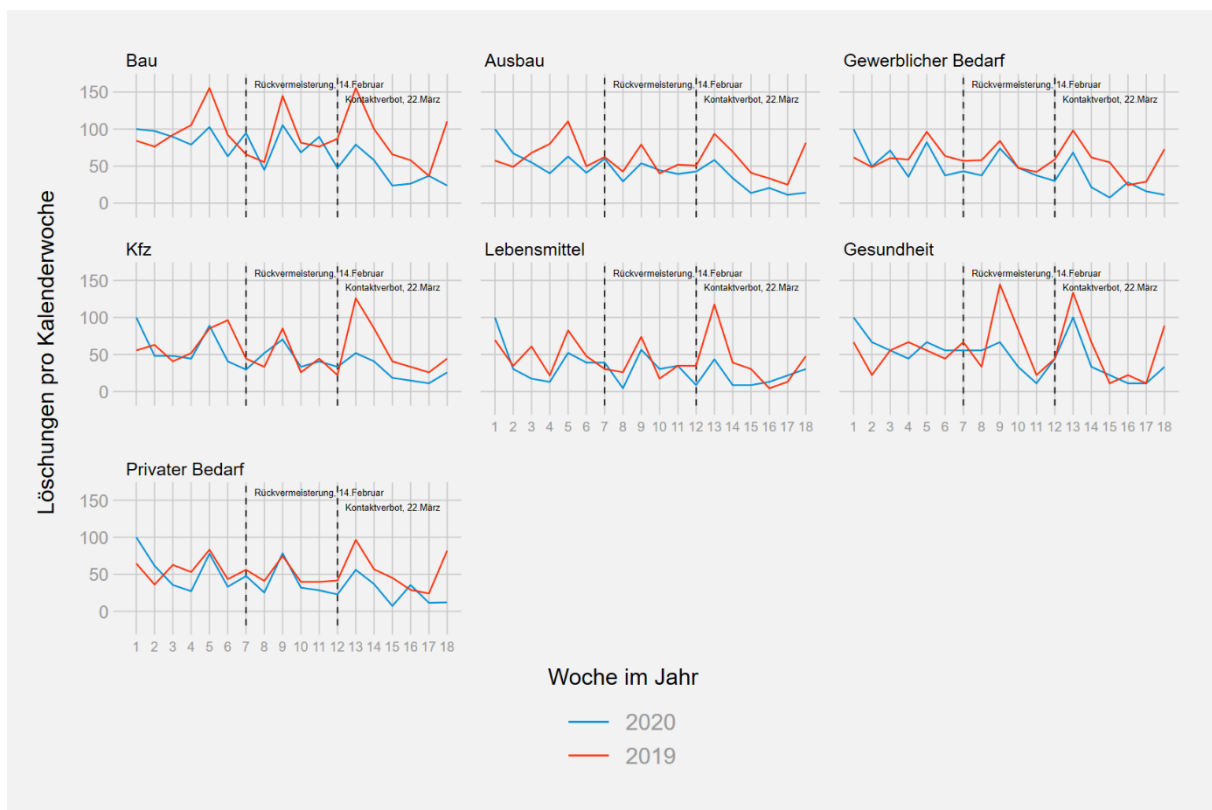 Löschungen pro Kalenderwoche
Bau
Ausbau
Gewerblicher Bedarf
150
100
50
0
Rückvermeisterung, 14.Februar
Kontaktverbot, 22.März
Rückvermeisterung, 14.Februar
Kontaktverbot, 22.März
Rückvermeisterung, 14.Februar
Kontaktverbot, 22.März
Kfz
Lebensmittel
Gesundheit
150
100
50
0
Rückvermeisterung, 14.Februar
Kontaktverbot, 22.März
Rückvermeisterung, 14.Februar
Kontaktverbot, 22.März
Rückvermeisterung, 14.Februar
Kontaktverbot, 22.März
1 2 3 4 5 6 7 8 9 10 11 12 13 14 15 16 17 18
1 2 3 4 5 6 7 8 9 10 11 12 13 14 15 16 17 18
Privater Bedarf
150
100
50
0
Rückvermeisterung, 14.Februar
Kontaktverbot, 22.März
1 2 3 4 5 6 7 8 9 10 11 12 13 14 15 16 17 18
Woche im Jahr
2020
2019